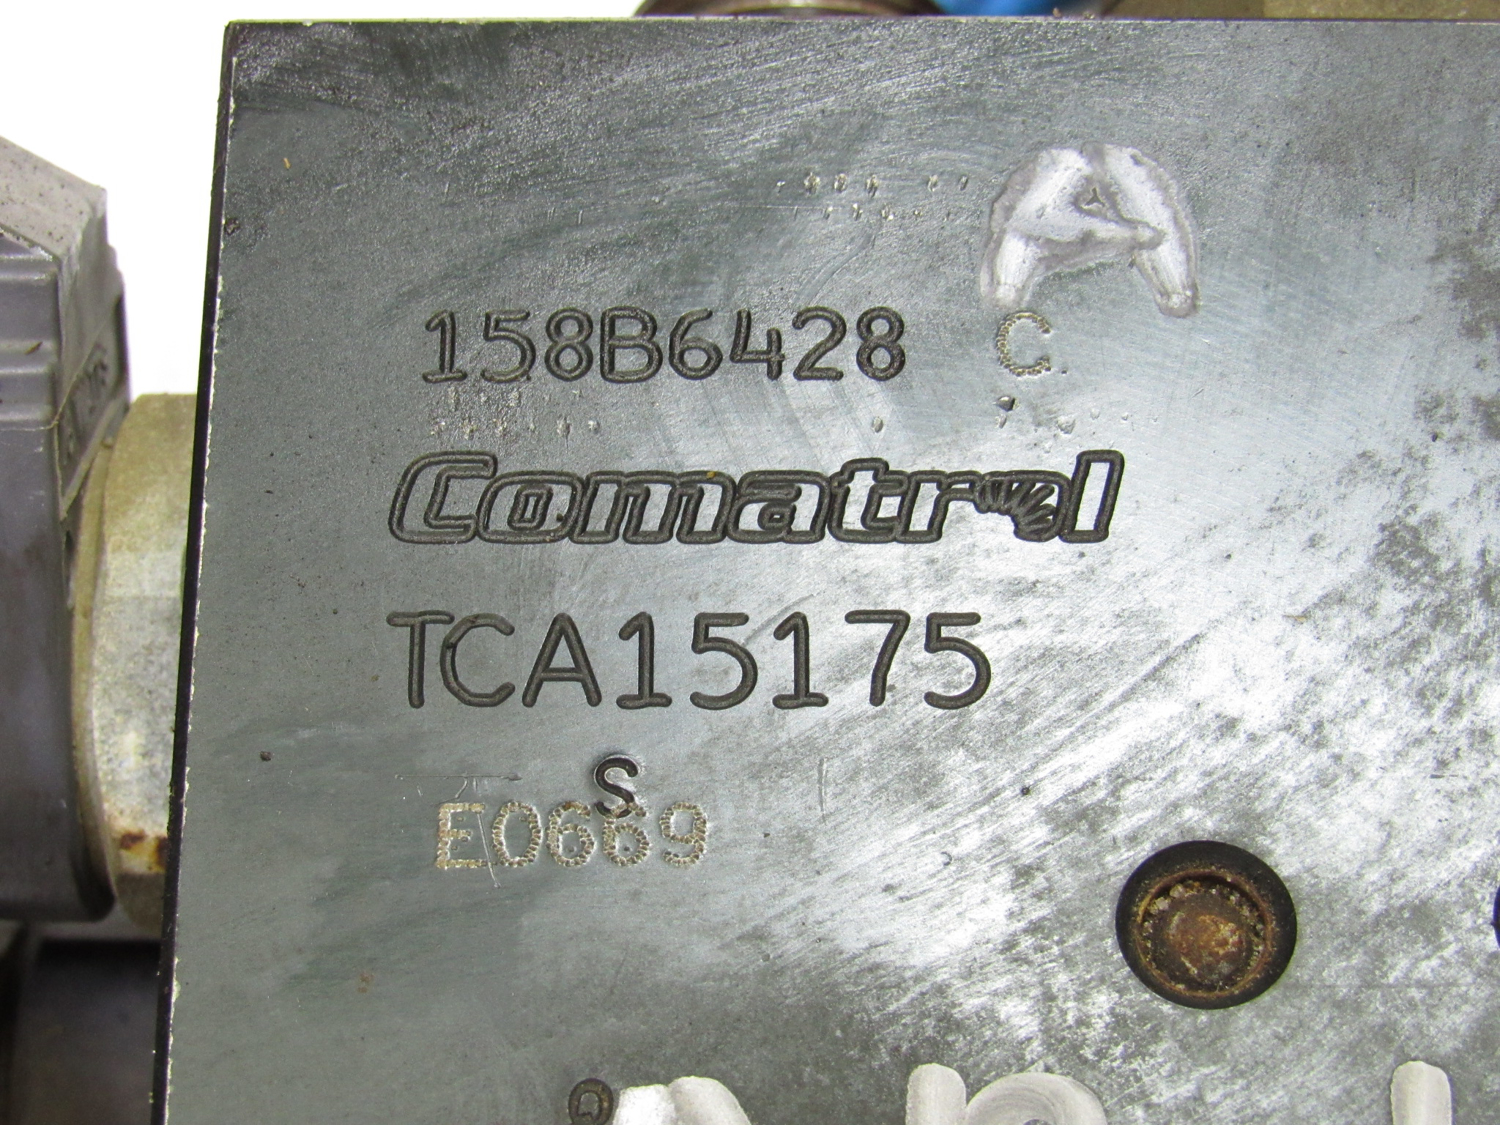 A
158B6428 C
Comatrol
TCA15175
S
E0669